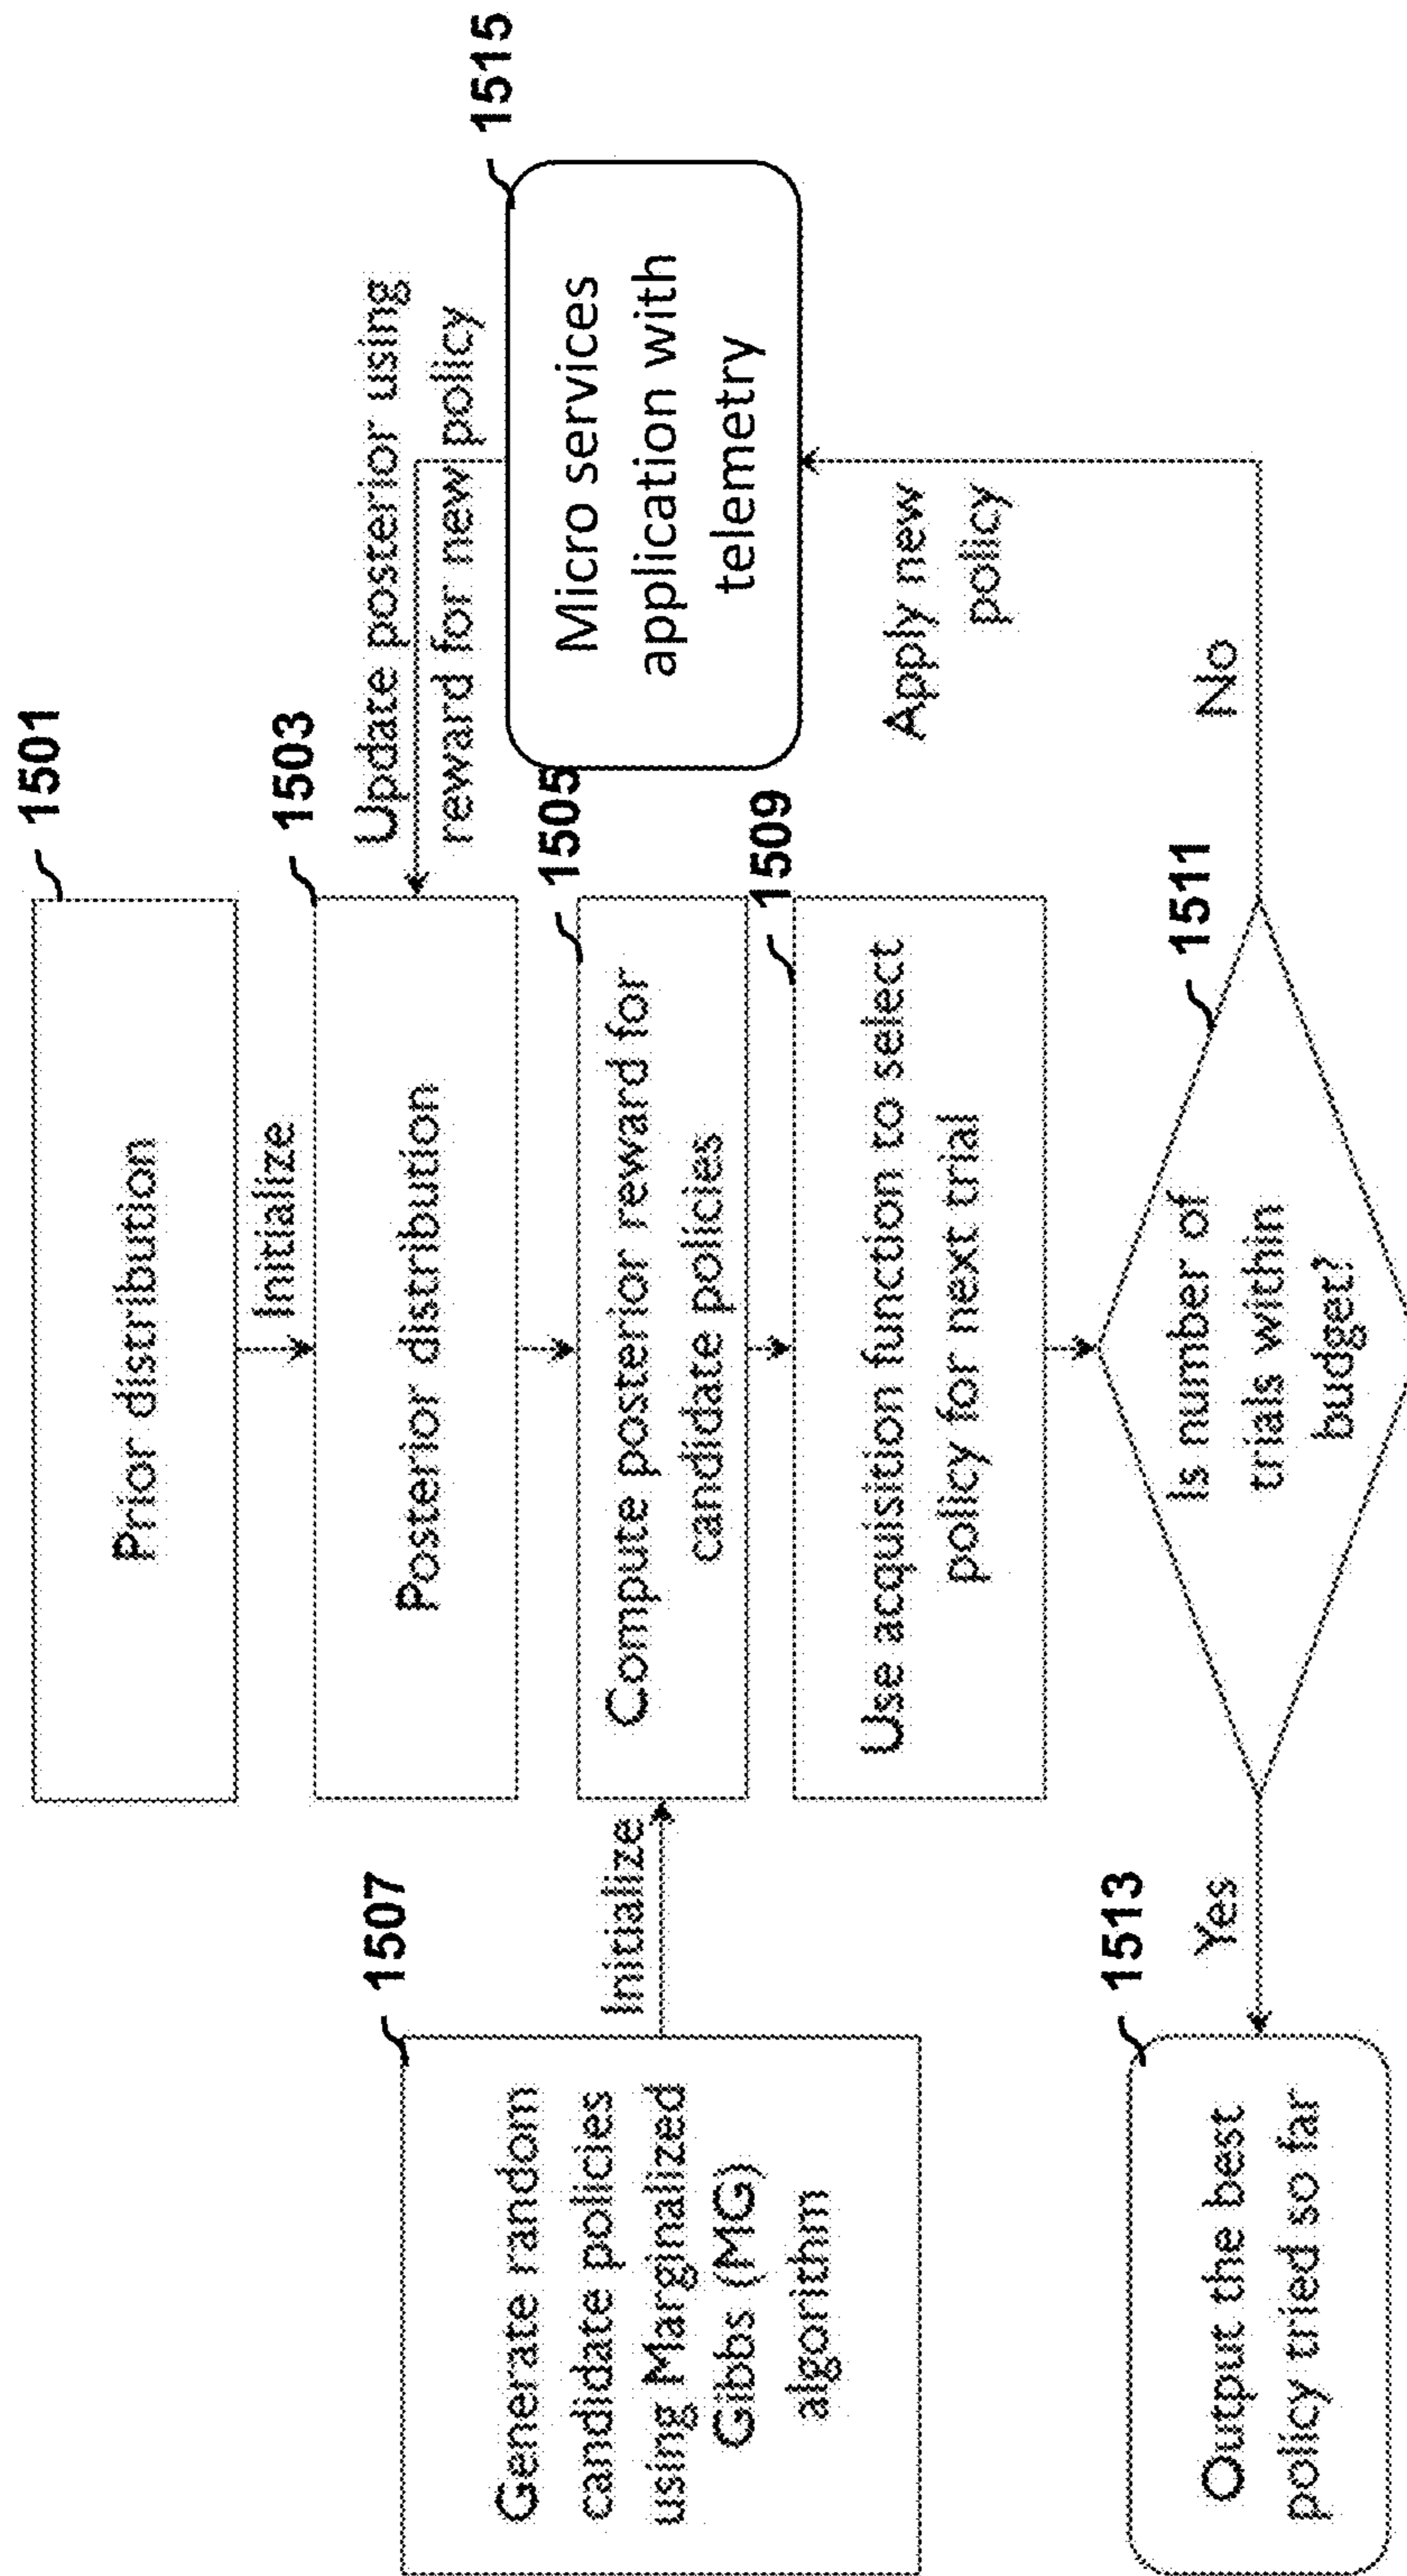 1501
Prior distribution
Initialize
1503
Posterior distribution
Update posterior using
reward for new policy
1515
Micro services
application with
telemetry
1507
Generate random
candidate policies
using Marginalized
Gibbs (MG)
algorithm
Initialize
1505
Compute posterior reward for
candidate policies
1509
Use acquisition function to select
policy for next trial
1511
Is number of
trials within
budget?
Yes
No
Apply new
policy
1513
Output the best
policy tried so far